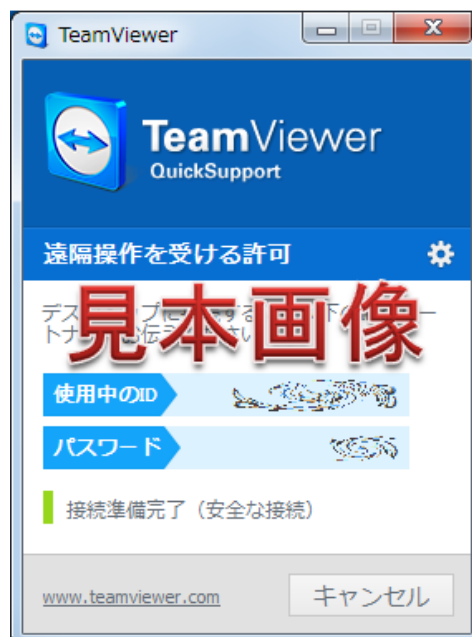 TeamViewer
TeamViewer
QuickSupport
遠隔操作を受ける許可
見本画像
使用中のID
パスワード
接続準備完了（安全な接続）
www.teamviewer.com
キャンセル